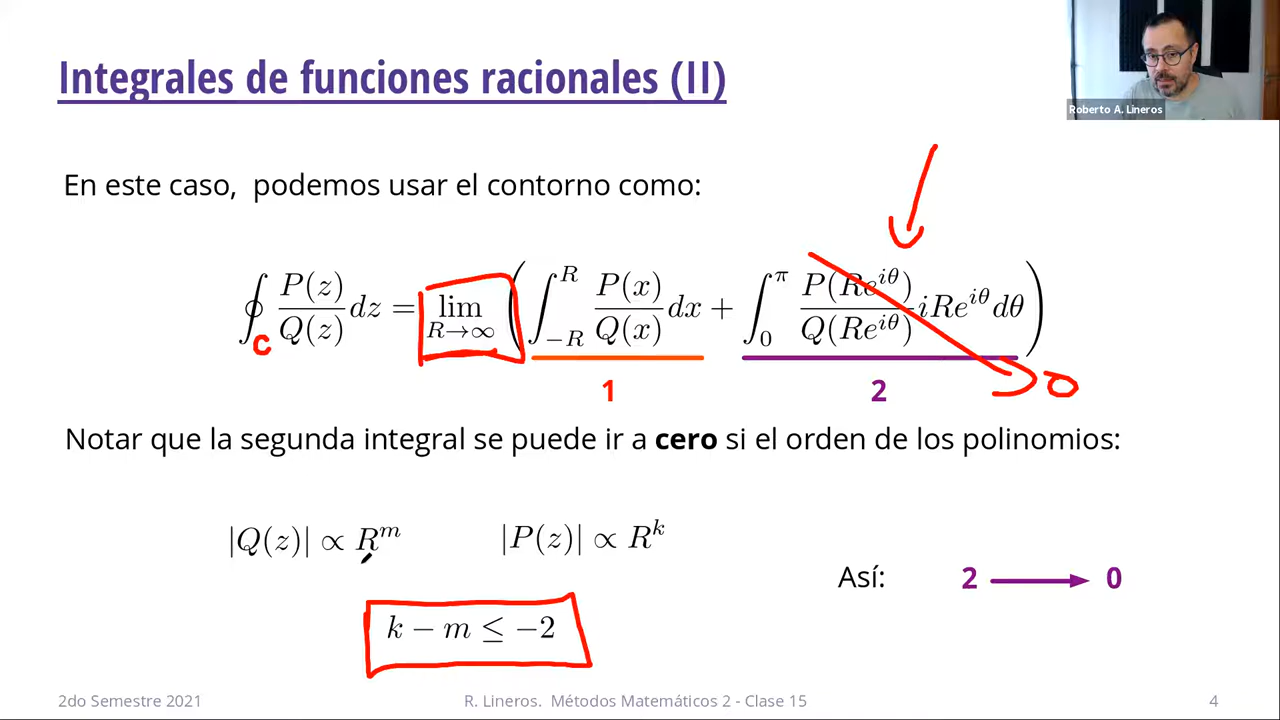 Integrales de funciones racionales (II)
Roberto A. Lineros
En este caso, podemos usar el contorno como:
∮ P(z)/Q(z) dz = lim R→∞ ( ∫_{-R}^{R} P(x)/Q(x) dx + ∫_0^π P(Re^{iθ})/Q(Re^{iθ}) iRe^{iθ} dθ )
C
1 2 0
Notar que la segunda integral se puede ir a cero si el orden de los polinomios:
|Q(z)| ∝ R^m |P(z)| ∝ R^k
Así: 2 → 0
k − m ≤ −2
2do Semestre 2021 R. Lineros. Métodos Matemáticos 2 - Clase 15 4